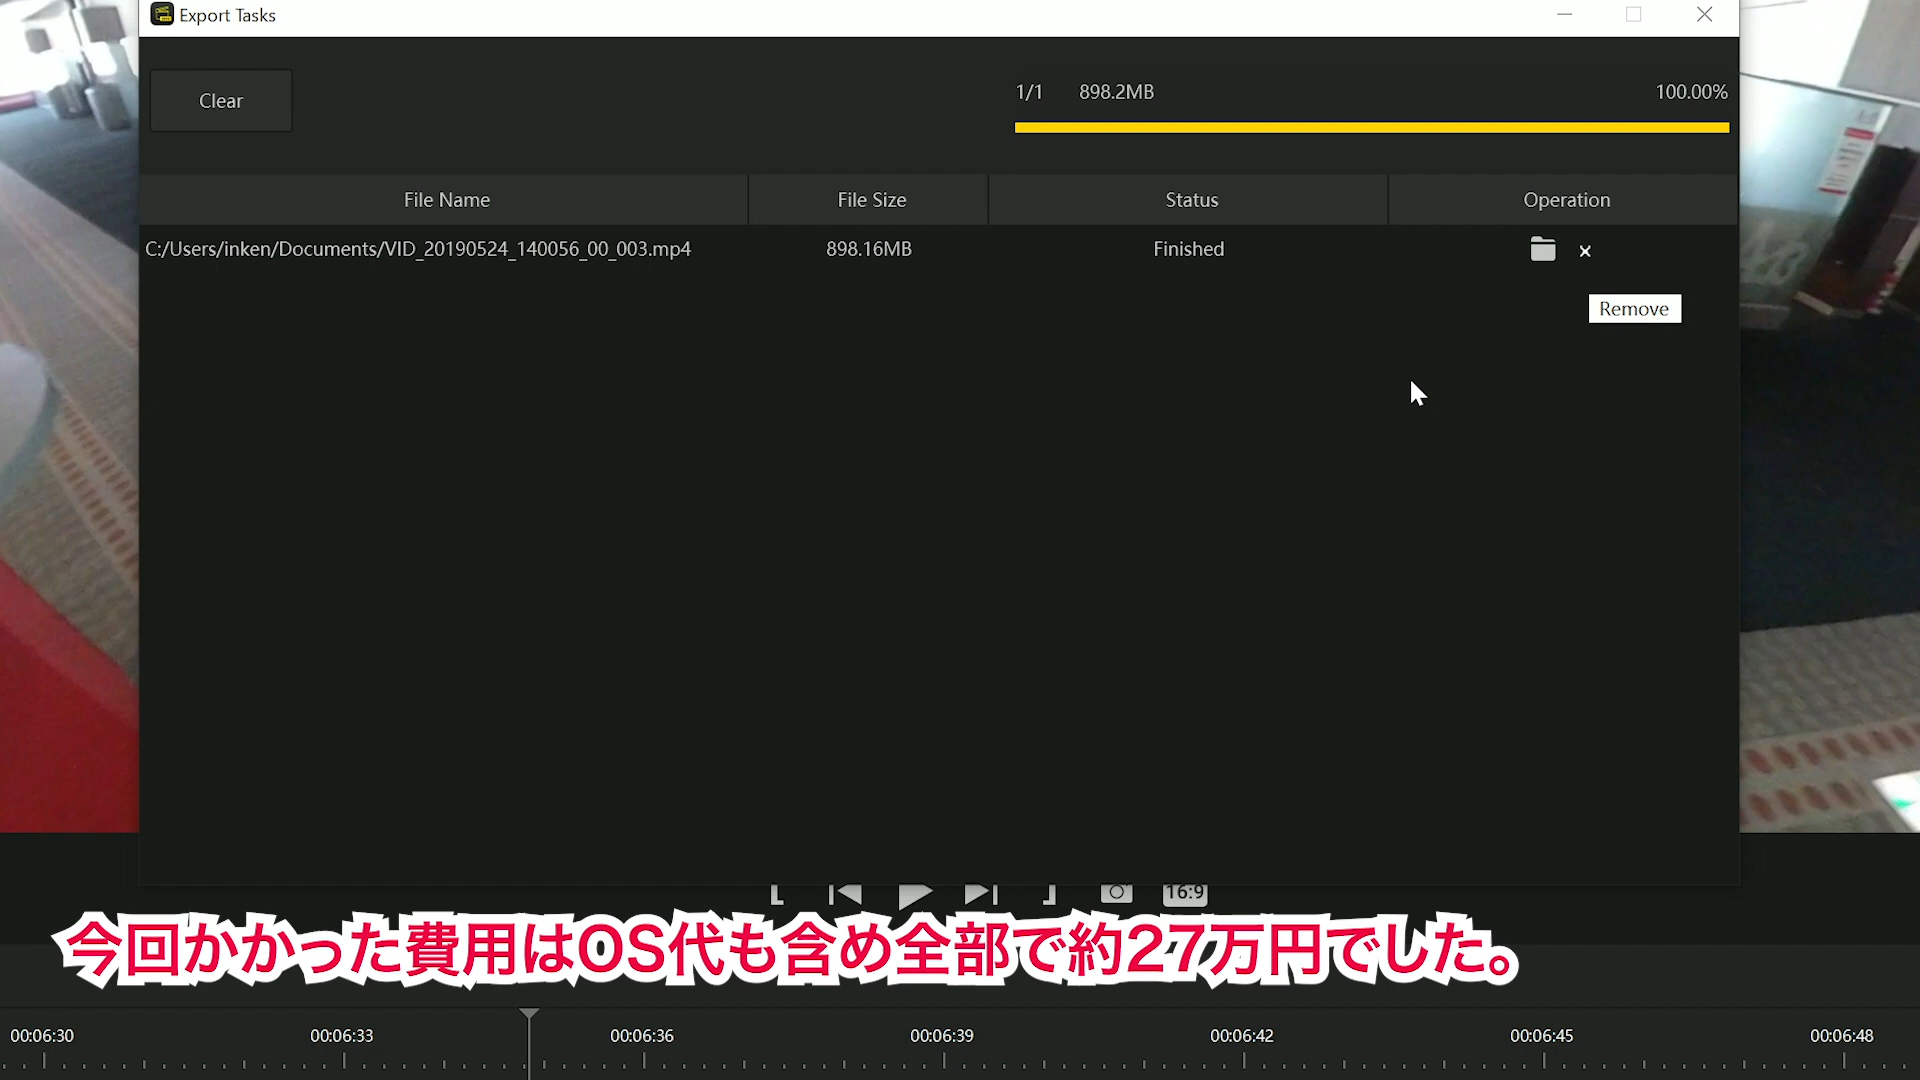 Export Tasks
Clear
1/1 898.2MB 100.00%
File Name File Size Status Operation
C:/Users/inken/Documents/VID_20190524_140056_00_003.mp4 898.16MB Finished
Remove
16:9
今回かかった費用はOS代も含め全部で約27万円でした。
00:06:30 00:06:33 00:06:36 00:06:39 00:06:42 00:06:45 00:06:48